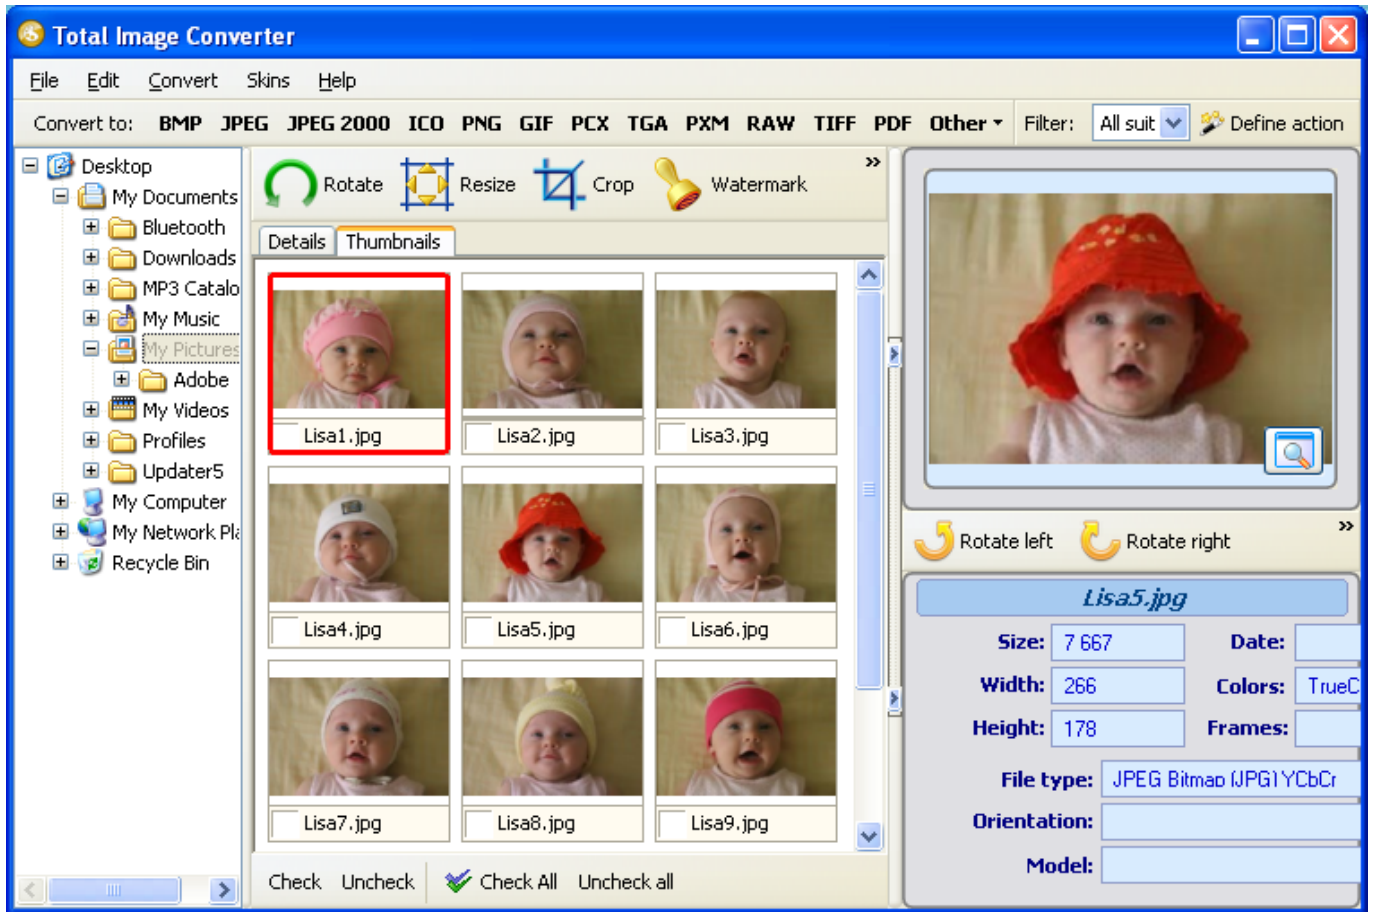 Total Image Converter
File Edit Convert Skins Help
Convert to: BMP JPEG JPEG 2000 ICO PNG GIF PCX TGA PXM RAW TIFF PDF Other Filter: All suit Define action
Desktop
My Documents
Bluetooth
Downloads
MP3 Catalo
My Music
My Pictures
Adobe
My Videos
Profiles
Updater5
My Computer
My Network Pla
Recycle Bin
Rotate Resize Crop Watermark »
Details Thumbnails
Lisa1.jpg Lisa2.jpg Lisa3.jpg
Lisa4.jpg Lisa5.jpg Lisa6.jpg
Lisa7.jpg Lisa8.jpg Lisa9.jpg
Check Uncheck Check All Uncheck all
Rotate left Rotate right »
Lisa5.jpg
Size: 7 667 Date:
Width: 266 Colors: TrueC
Height: 178 Frames:
File type: JPEG Bitmap (JPG) YCbCr
Orientation:
Model: